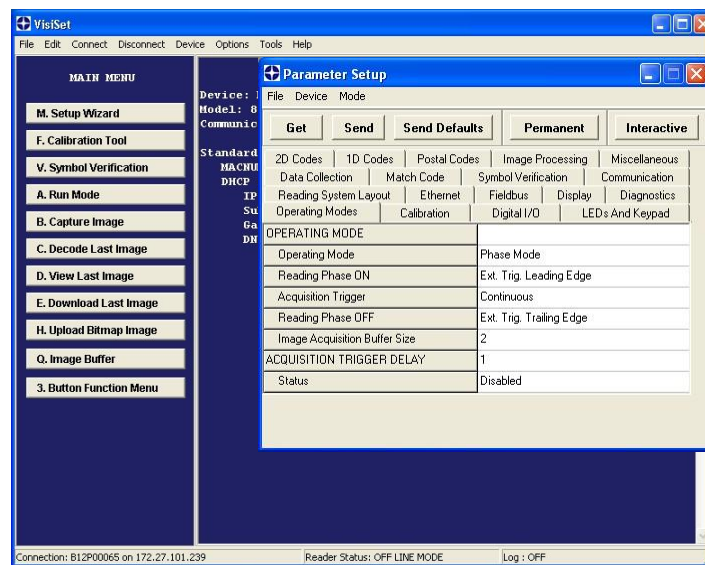 VisiSet
File Edit Connect Disconnect Device Options Tools Help
MAIN MENU
M. Setup Wizard
F. Calibration Tool
V. Symbol Verification
A. Run Mode
B. Capture Image
C. Decode Last Image
D. View Last Image
E. Download Last Image
H. Upload Bitmap Image
Q. Image Buffer
3. Button Function Menu
Device:
Model: 8
Communic
Standard
MACNU
DHCP
IP
Su
Ga
DN
Parameter Setup
File Device Mode
Get Send Send Defaults Permanent Interactive
2D Codes 1D Codes Postal Codes Image Processing Miscellaneous
Data Collection Match Code Symbol Verification Communication
Reading System Layout Ethernet Fieldbus Display Diagnostics
Operating Modes Calibration Digital I/O LEDs And Keypad
OPERATING MODE
Operating Mode Phase Mode
Reading Phase ON Ext. Trig. Leading Edge
Acquisition Trigger Continuous
Reading Phase OFF Ext. Trig. Trailing Edge
Image Acquisition Buffer Size 2
ACQUISITION TRIGGER DELAY 1
Status Disabled
Connection: B12P00065 on 172.27.101.239 Reader Status: OFF LINE MODE Log : OFF